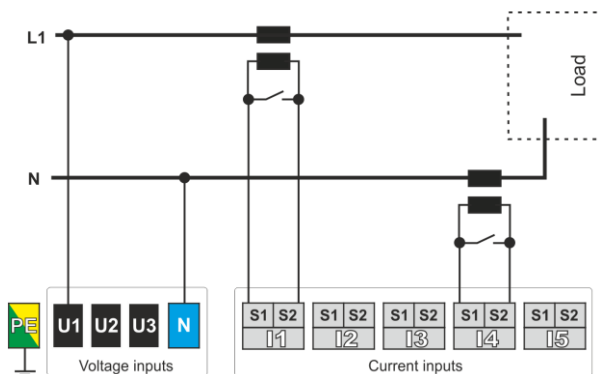 L1
Load
N
PE
U1 U2 U3 N
S1 S2 S1 S2 S1 S2 S1 S2 S1 S2
I1 I2 I3 I4 I5
Voltage inputs
Current inputs